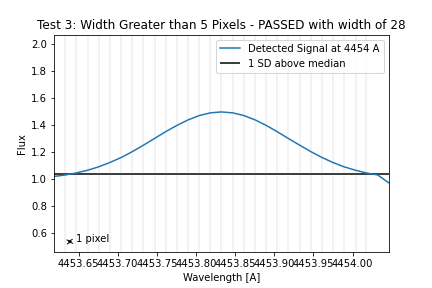 Test 3: Width Greater than 5 Pixels - PASSED with width of 28
2.0
1.8
1.6
1.4
1.2
1.0
0.8
0.6
Flux
Detected Signal at 4454 A
1 SD above median
1 pixel
4453.65 4453.70 4453.75 4453.80 4453.85 4453.90 4453.95 4454.00
Wavelength [A]